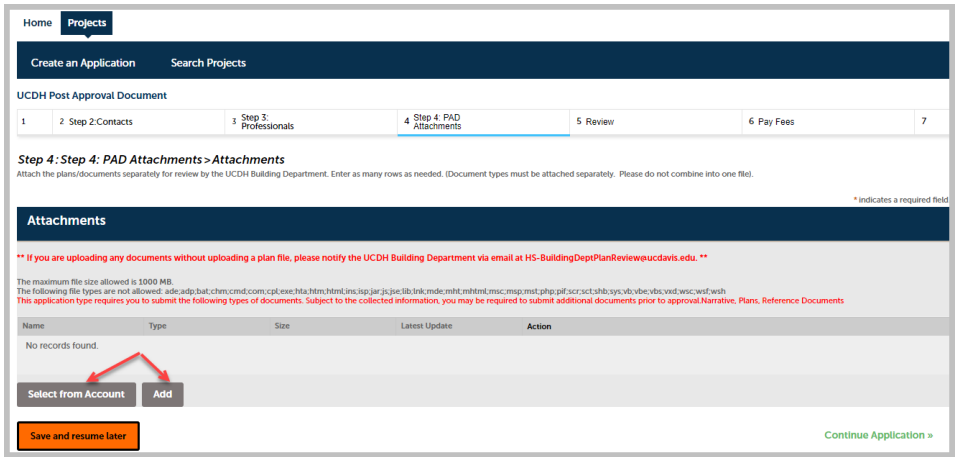 Home Projects
Create an Application Search Projects
UCDH Post Approval Document
1 2 Step 2:Contacts 3 Step 3: Professionals 4 Step 4: PAD Attachments 5 Review 6 Pay Fees 7
Step 4: Step 4: PAD Attachments > Attachments
Attach the plans/documents separately for review by the UCDH Building Department. Enter as many rows as needed. (Document types must be attached separately. Please do not combine into one file).
* indicates a required field
Attachments
** If you are uploading any documents without uploading a plan file, please notify the UCDH Building Department via email at HS-BuildingDeptPlanReview@ucdavis.edu. **
The maximum file size allowed is 1000 MB.
The following file types are not allowed: ade;adp;bat;chm;cmd;com;cpl;exe;hta;htm;html;ins;isp;jar;js;jse;lib;lnk;mde;mht;mhtml;msc;msp;mst;php;pif;scr;sct;shb;sys;vb;vbe;vbs;vxd;wsc;wsf;wsh
This application type requires you to submit the following types of documents. Subject to the collected information, you may be required to submit additional documents prior to approval.Narrative, Plans, Reference Documents
Name Type Size Latest Update Action
No records found.
Select from Account Add
Save and resume later Continue Application »